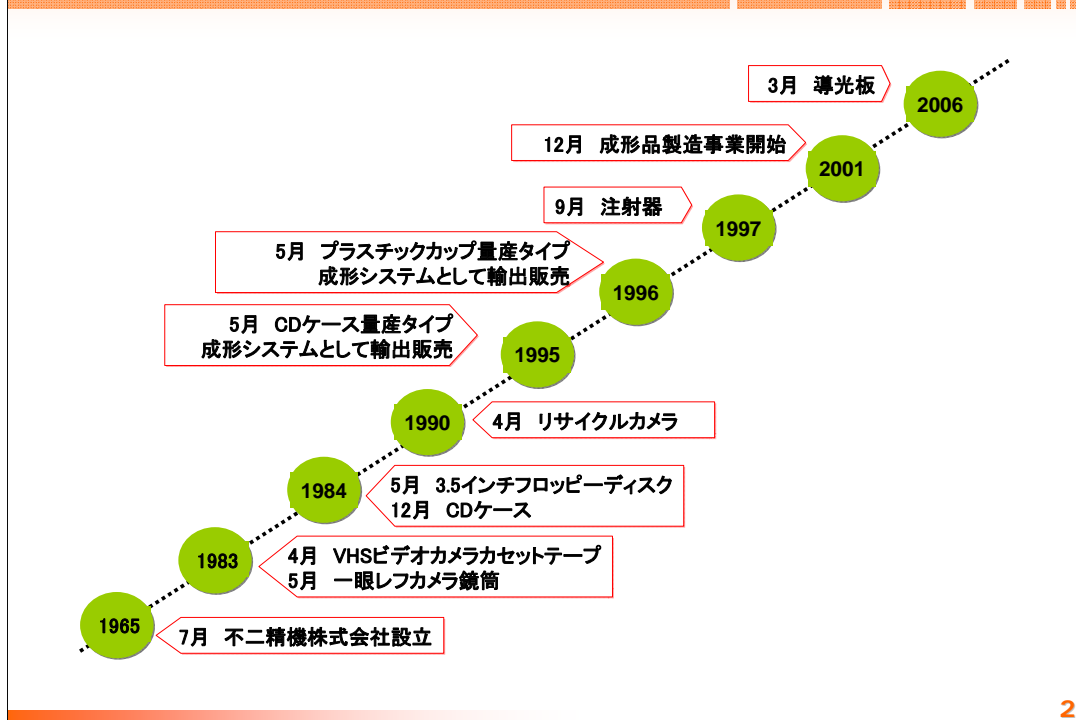 3月　導光板
2006
12月　成形品製造事業開始
2001
9月　注射器
1997
5月　プラスチックカップ量産タイプ
成形システムとして輸出販売
1996
5月　CDケース量産タイプ
成形システムとして輸出販売
1995
1990
4月　リサイクルカメラ
1984
5月　3.5インチフロッピーディスク
12月　CDケース
1983
4月　VHSビデオカメラカセットテープ
5月　一眼レフカメラ鏡筒
1965
7月　不二精機株式会社設立
2